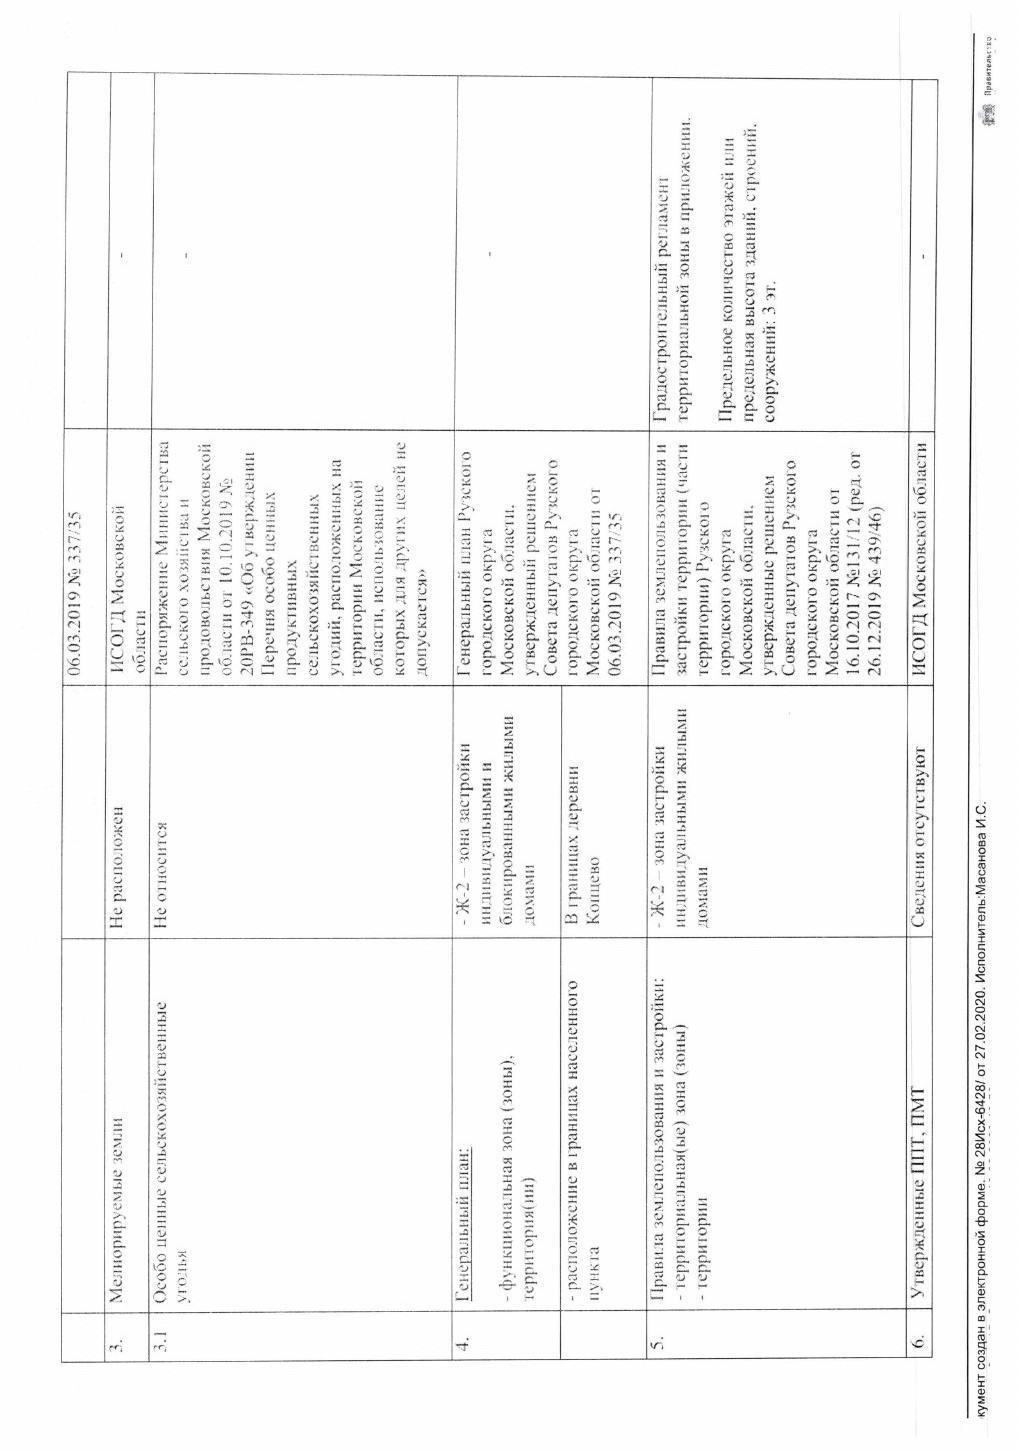 06.03.2019 № 337/35
3.
Мелиорируемые земли
Не расположен
ИСОГД Московской
области
-
3.1
Особо ценные сельскохозяйственные
угодья
Не относится
Распоряжение Министерства
сельского хозяйства и
продовольствия Московской
области от 10.10.2019 №
20РВ-349 «Об утверждении
Перечня особо ценных
продуктивных
сельскохозяйственных
угодий, расположенных на
территории Московской
области, использование
которых для других целей не
допускается»
-
4.
Генеральный план:
- функциональная зона (зоны),
территория(ии)
- Ж-2 – зона застройки
индивидуальными и
блокированными жилыми
домами
Генеральный план Рузского
городского округа
Московской области,
утвержденный решением
Совета депутатов Рузского
городского округа
Московской области от
06.03.2019 № 337/35
-
- расположение в границах населенного
пункта
В границах деревни
Концево
5.
Правила землепользования и застройки:
- территориальная(ые) зона (зоны)
- территории
- Ж-2 – зона застройки
индивидуальными жилыми
домами
Правила землепользования и
застройки территории (части
территории) Рузского
городского округа
Московской области,
утвержденные решением
Совета депутатов Рузского
городского округа
Московской области от
16.10.2017 №131/12 (ред. от
26.12.2019 № 439/46)
Градостроительный регламент
территориальной зоны в приложении.
Предельное количество этажей или
предельная высота зданий, строений,
сооружений: 3 эт.
6.
Утвержденные ППТ, ПМТ
Сведения отсутствуют
ИСОГД Московской области
-
кумент создан в электронной форме. № 28Исх-6428/ от 27.02.2020. Исполнитель:Масанова И.С.
Правительство